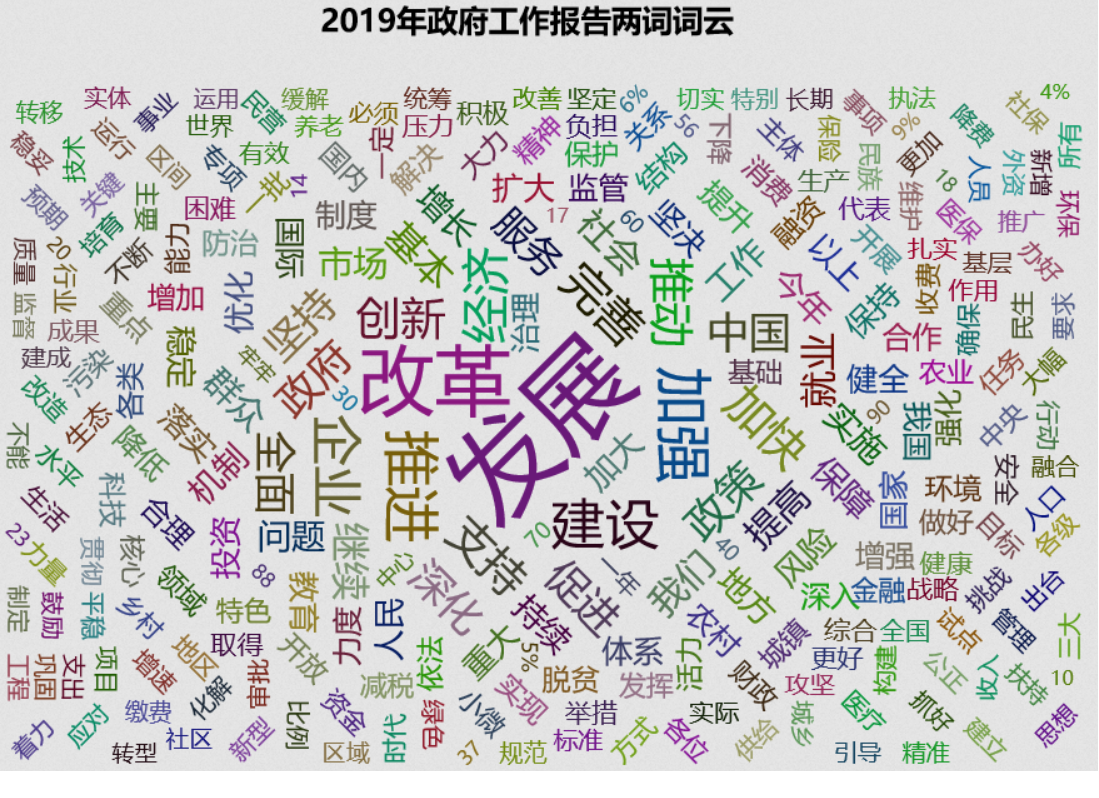 2019年政府工作报告两词词云
转移
实体
事业
运用
民营
缓解
必须
统筹
积极
改善
坚定
6%
切实
特别
长期
事项
执法
社保
4%
稳妥
技术
运行
世界
养老
一定
压力
大力
精神
负担
关系
56
下降
主体
保险
9%
降费
所有
区间
专项
有效
国内
解决
保护
结构
消费
生产
民族
更加
人员
外资
新增
预期
关键
主要
一批
14
困难
制度
增长
扩大
监管
提升
融资
代表
维护
18
医保
推广
环保
质量
20
培育
不断
能力
防治
国际
基本
服务
17
社会
60
坚决
工作
以上
开展
扎实
基层
办好
监督
行业
重点
增加
优化
市场
经济
完善
推动
今年
保持
收费
作用
确保
民生
要求
成果
建成
污染
稳定
牢牢
坚持
创新
治理
中国
就业
合作
改造
各类
群众
政府
30
改革
发展
加强
基础
健全
农业
任务
大幅
不能
水平
生态
降低
落实
机制
全面
企业
推进
加大
加快
实施
90
我国
强化
中央
行动
生活
科技
合理
投资
问题
继续
支持
70
建设
政策
提高
保障
国家
环境
安全
融合
人口
23
力量
贯彻
核心
领域
88
教育
中心
深化
促进
一年
我们
40
风险
增强
做好
目标
健康
各级
制定
鼓励
平稳
乡村
特色
力度
人民
持续
地方
深入
金融
战略
挑战
出台
工程
巩固
支出
项目
增速
地区
取得
开放
减税
依法
重大
5%
体系
农村
城镇
综合
全国
试点
管理
三大
着力
应对
缴费
化解
审批
资金
实现
脱贫
发挥
活力
财政
更好
攻坚
构建
公正
收入
扶持
10
转型
社区
新型
比例
区域
时代
绿色
小微
37
规范
举措
标准
方式
各位
实际
供给
城乡
医疗
引导
抓好
精准
建立
思想